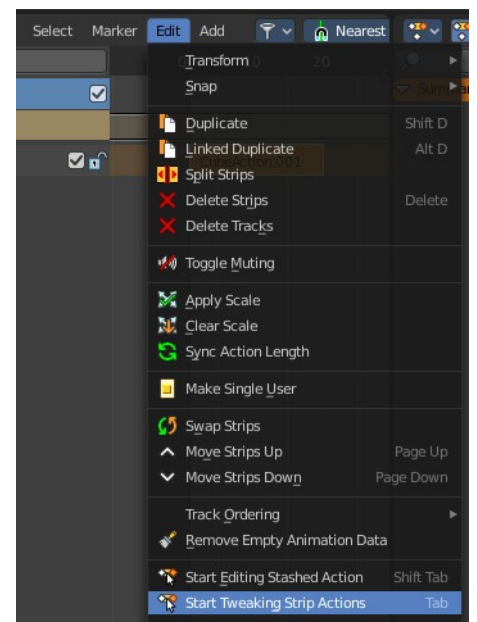 Select Marker Edit Add Nearest
Transform
20
Snap
Duplicate Shift D
Linked Duplicate Alt D
CubeAction.001
Split Strips
Delete Strips Delete
Delete Tracks
Toggle Muting
Apply Scale
Clear Scale
Sync Action Length
Make Single User
Swap Strips
Move Strips Up Page Up
Move Strips Down Page Down
Track Ordering
Remove Empty Animation Data
Start Editing Stashed Action Shift Tab
Start Tweaking Strip Actions Tab